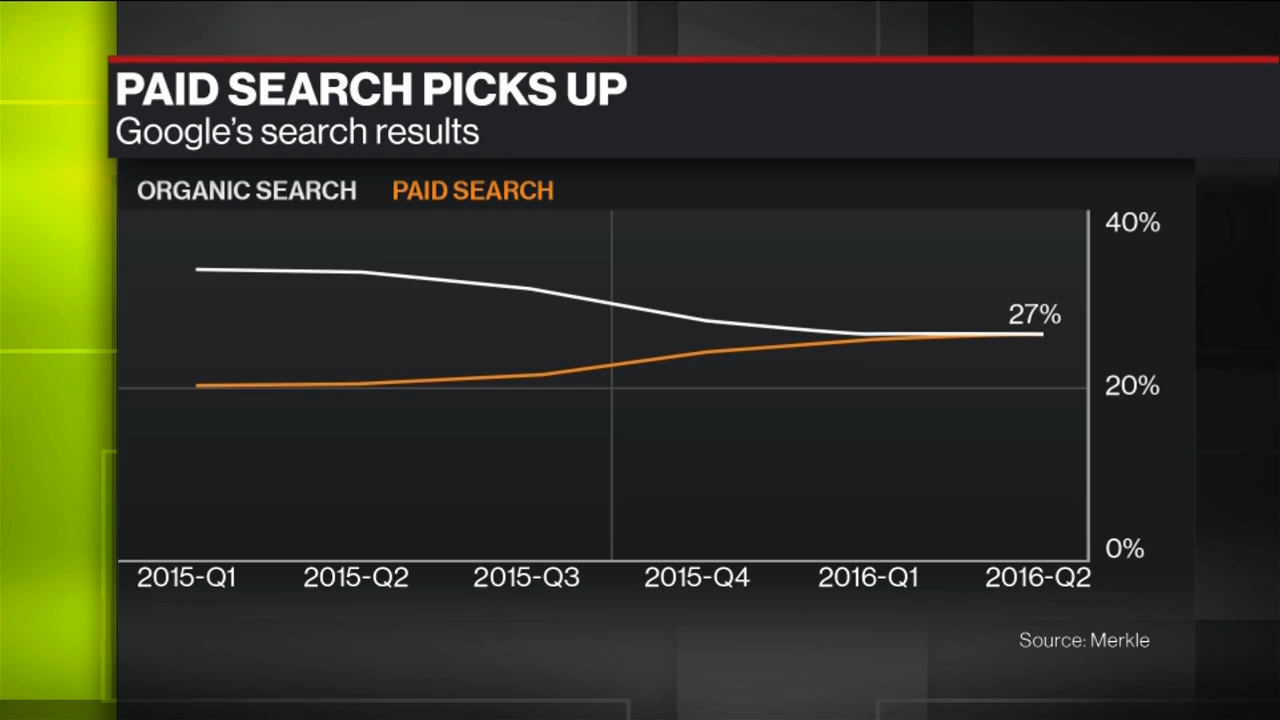 PAID SEARCH PICKS UP
Google's search results
ORGANIC SEARCH PAID SEARCH
40%
27%
20%
0%
2015-Q1 2015-Q2 2015-Q3 2015-Q4 2016-Q1 2016-Q2
Source: Merkle